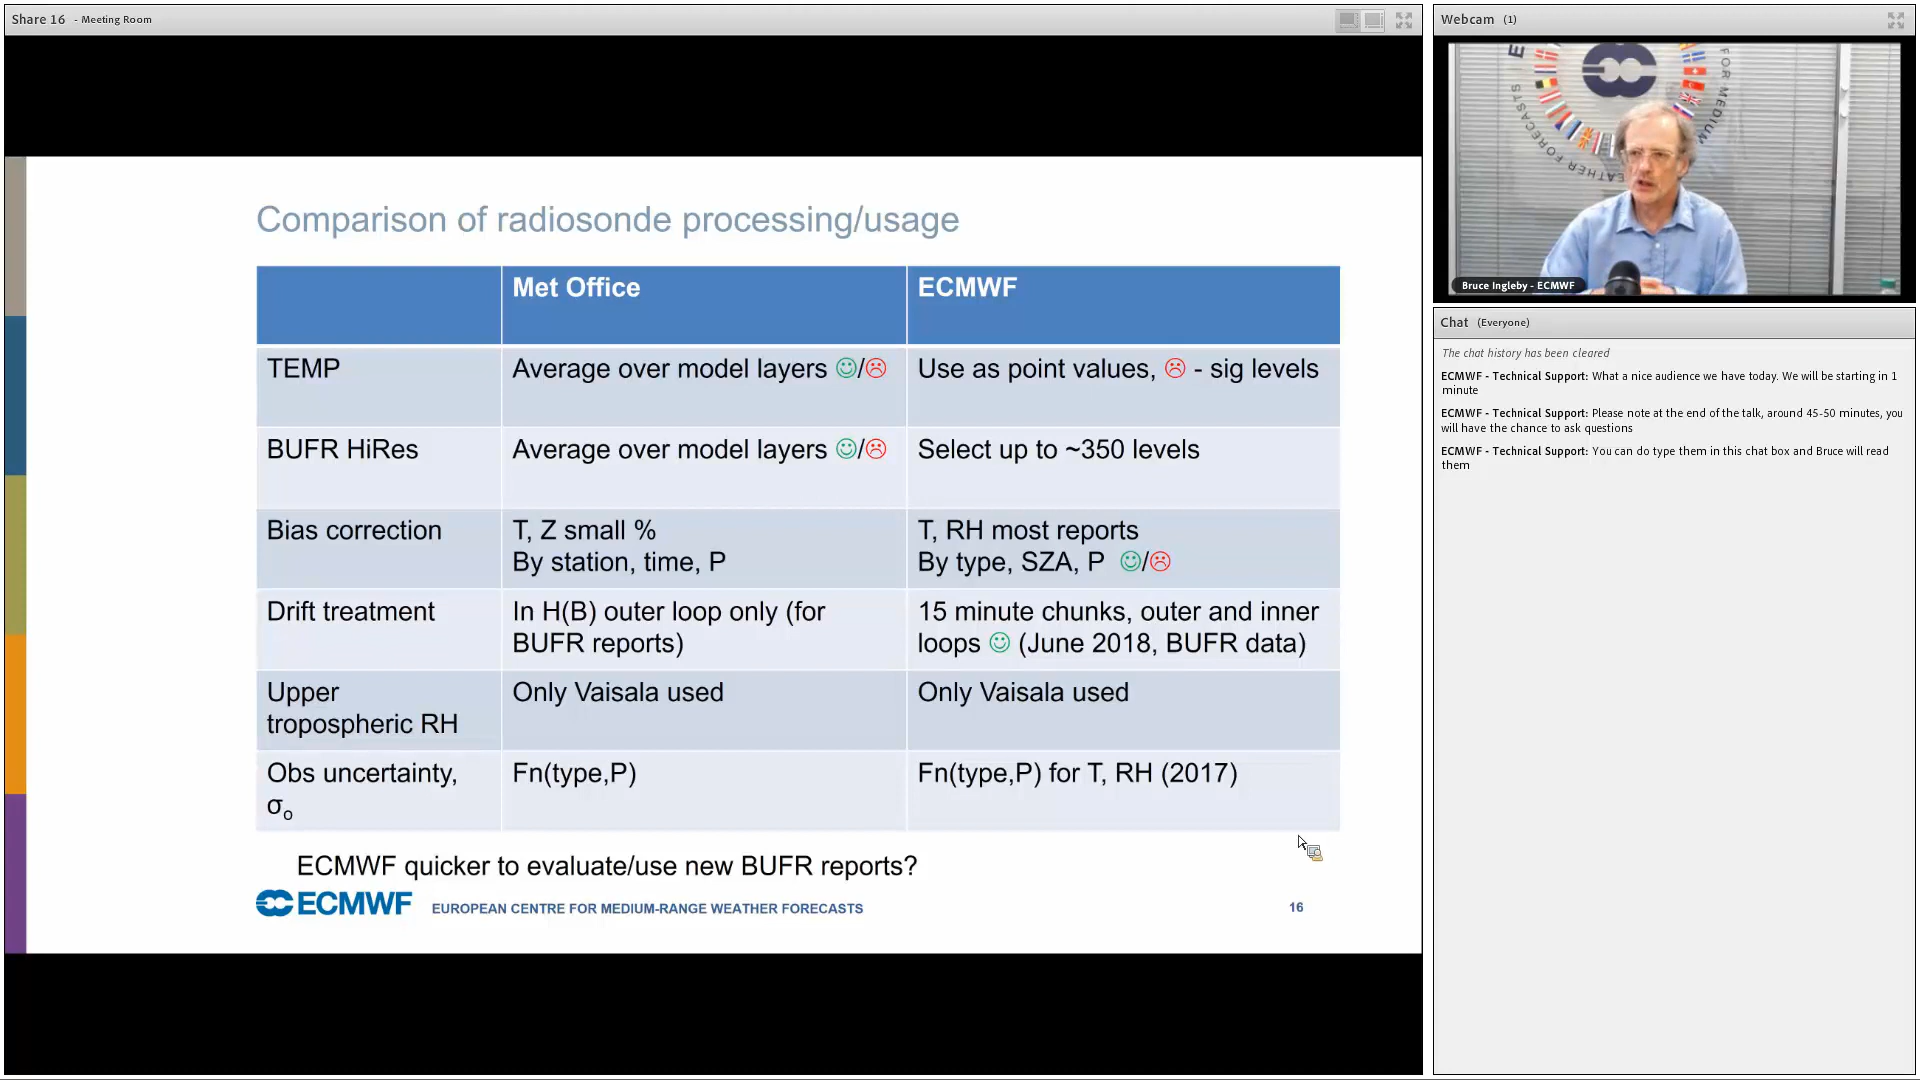 Share 16 - Meeting Room
Comparison of radiosonde processing/usage
Met Office
ECMWF
TEMP
Average over model layers ☺/☹
Use as point values, ☹ - sig levels
BUFR HiRes
Average over model layers ☺/☹
Select up to ~350 levels
Bias correction
T, Z small %
By station, time, P
T, RH most reports
By type, SZA, P ☺/☹
Drift treatment
In H(B) outer loop only (for
BUFR reports)
15 minute chunks, outer and inner
loops ☺ (June 2018, BUFR data)
Upper
tropospheric RH
Only Vaisala used
Only Vaisala used
Obs uncertainty,
σo
Fn(type,P)
Fn(type,P) for T, RH (2017)
ECMWF quicker to evaluate/use new BUFR reports?
ECMWF
EUROPEAN CENTRE FOR MEDIUM-RANGE WEATHER FORECASTS
16
Webcam (1)
FOR MEDIUM
EATHER FORECASTS
Bruce Ingleby - ECMWF
Chat (Everyone)
The chat history has been cleared
ECMWF - Technical Support: What a nice audience we have today. We will be starting in 1
minute
ECMWF - Technical Support: Please note at the end of the talk, around 45-50 minutes, you
will have the chance to ask questions
ECMWF - Technical Support: You can do type them in this chat box and Bruce will read
them